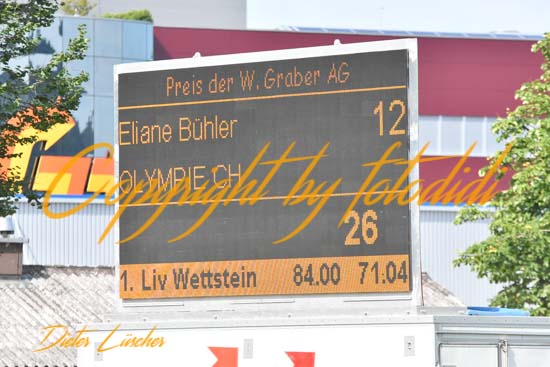 Preis der W. Graber AG
Eliane Bühler 12
OLYMPIE CH
Copyright by fotodidi
26
1. Liv Wettstein 84.00 71.04
Dieter Lüscher